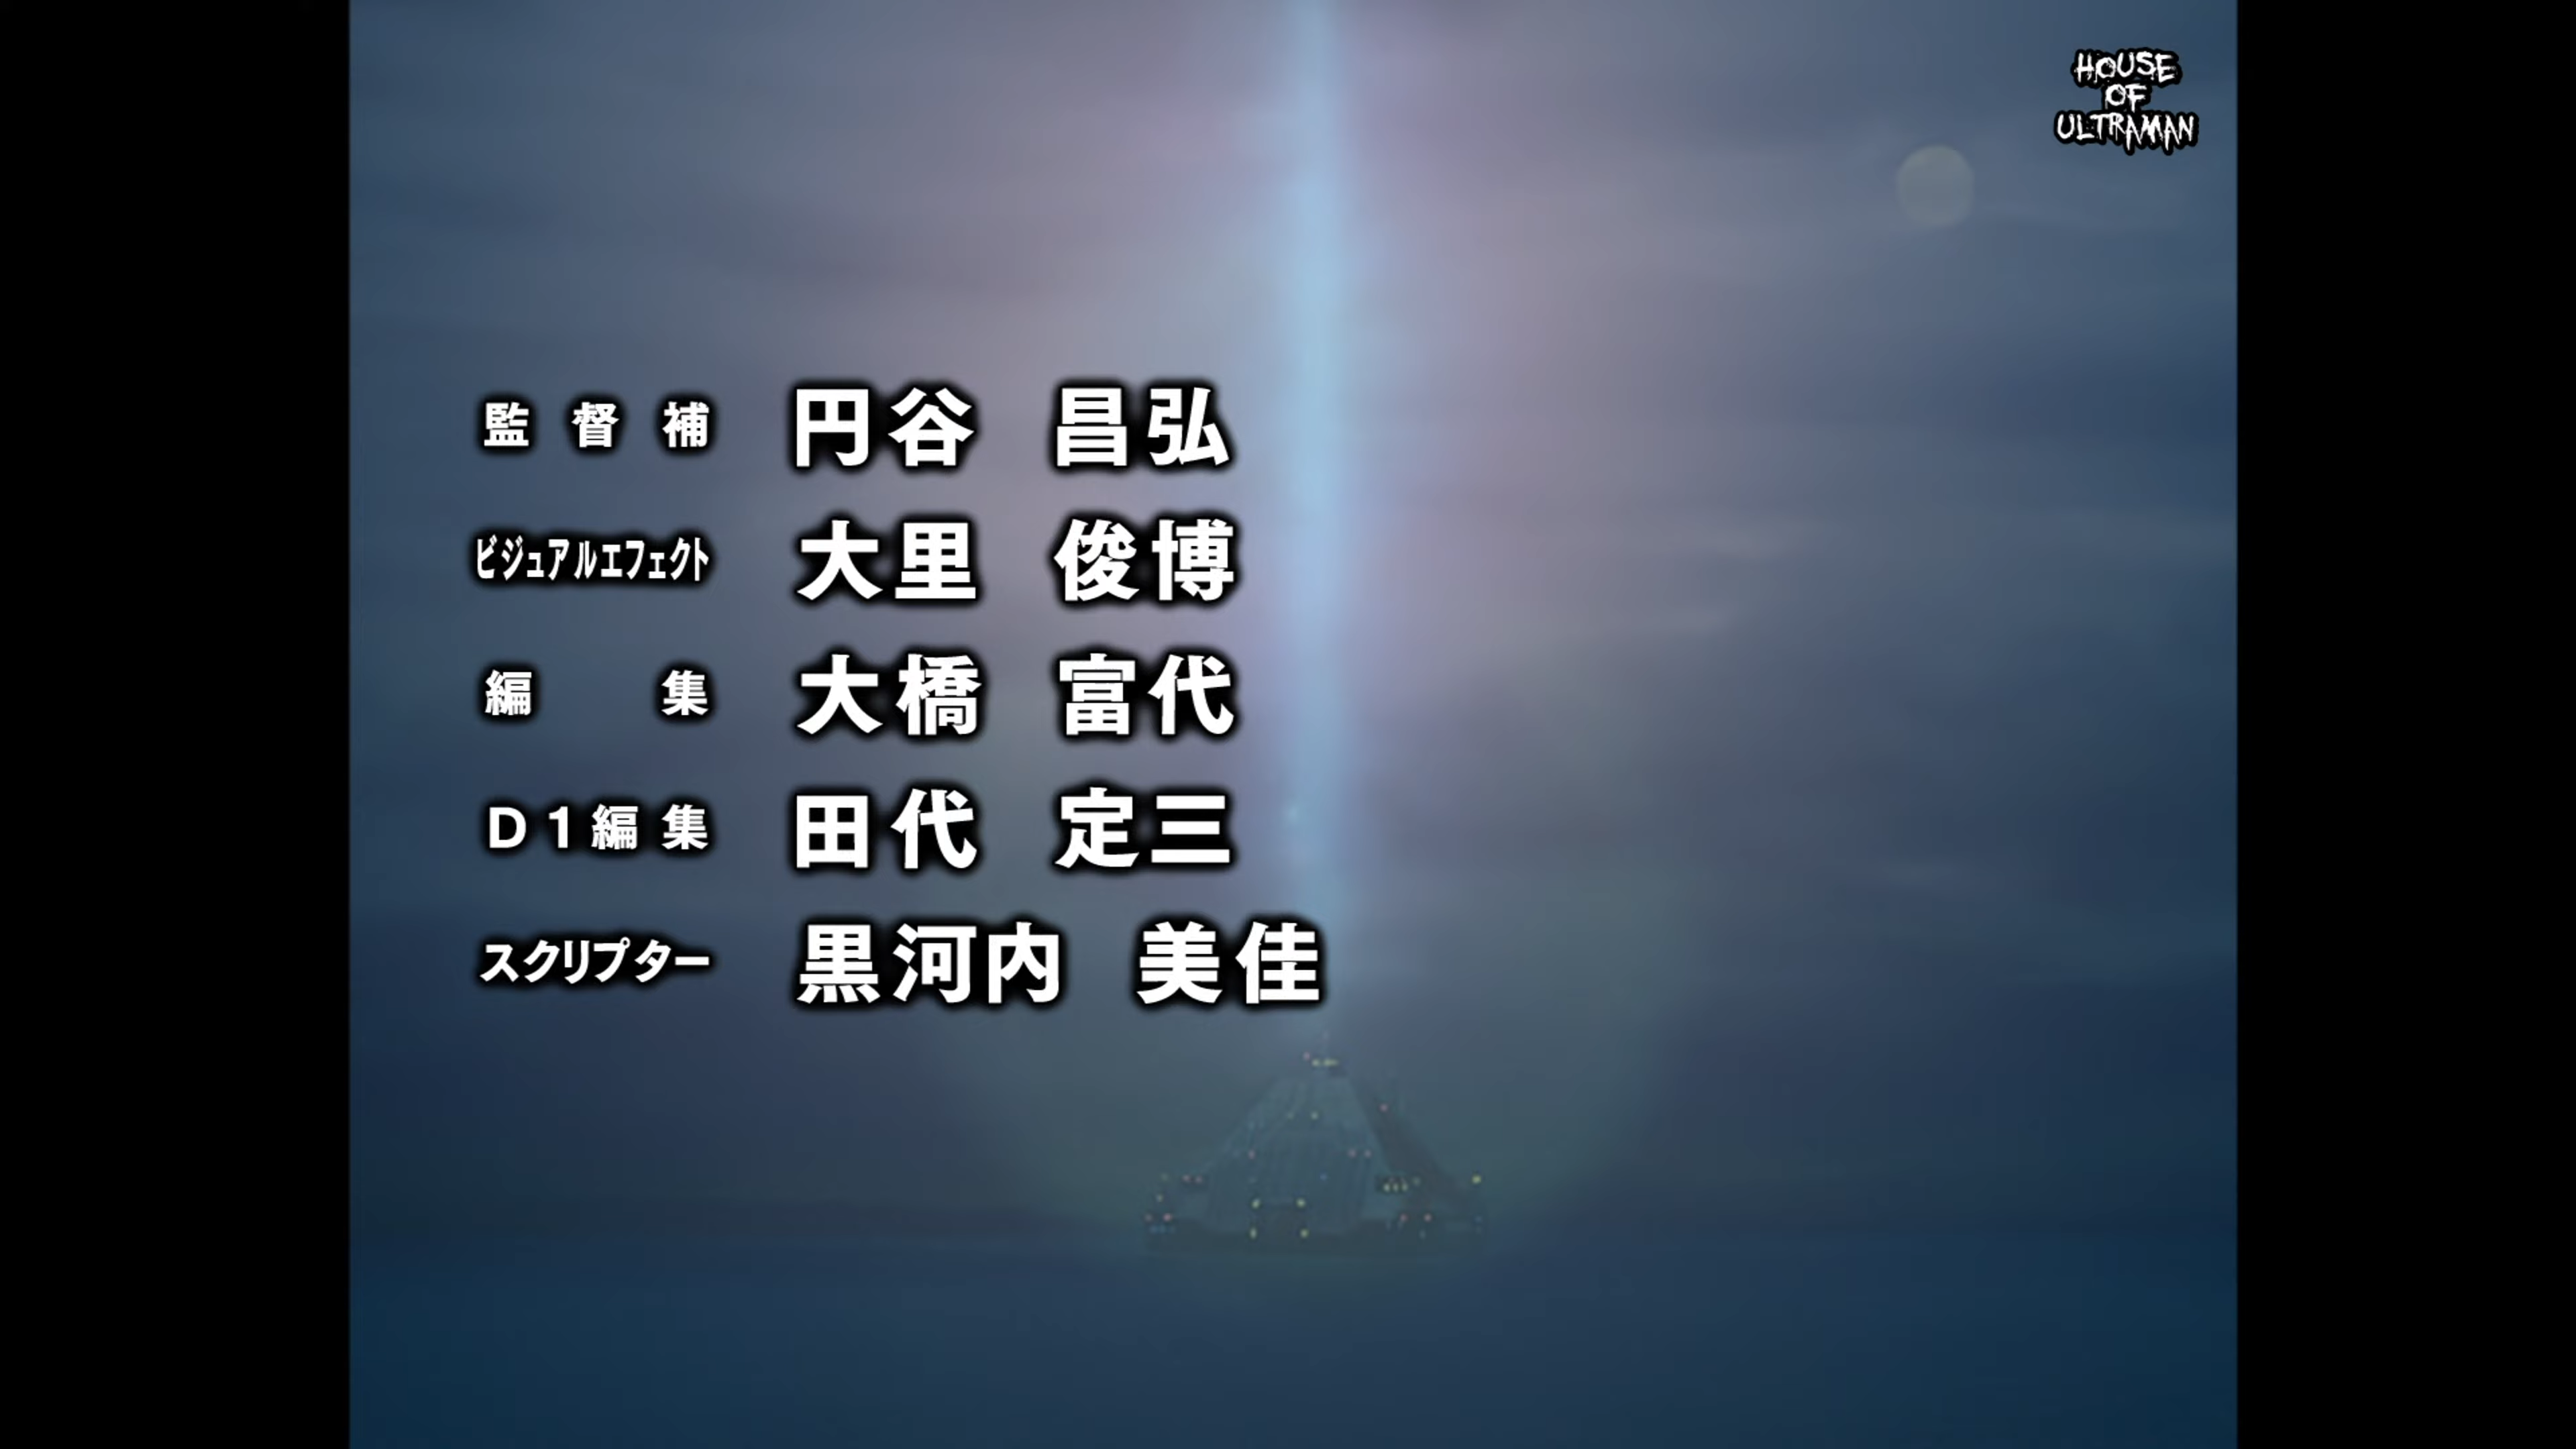 HOUSE
OF
ULTRAMAN
監督補 円谷 昌弘
ビジュアルエフェクト 大里 俊博
編集 大橋 富代
D1編集 田代 定三
スクリプター 黒河内 美佳